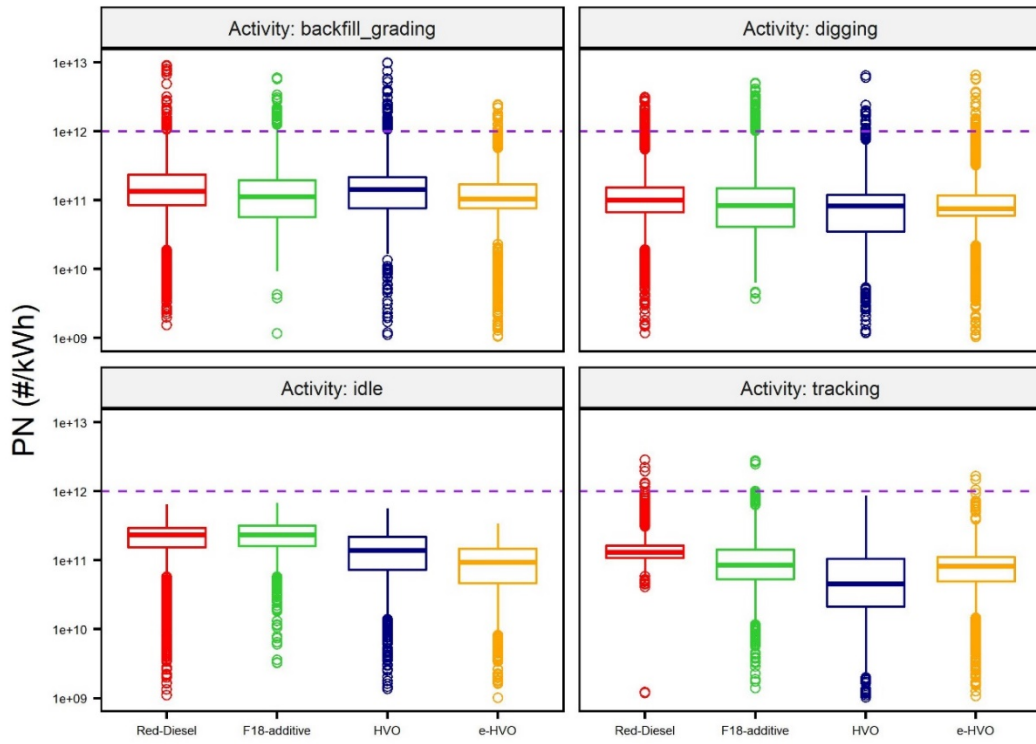 Activity: backfill_grading
Activity: digging
1e+13
1e+12
1e+11
1e+10
1e+09
Activity: idle
Activity: tracking
1e+13
1e+12
1e+11
1e+10
1e+09
PN (#/kWh)
Red-Diesel F18-additive HVO e-HVO
Red-Diesel F18-additive HVO e-HVO